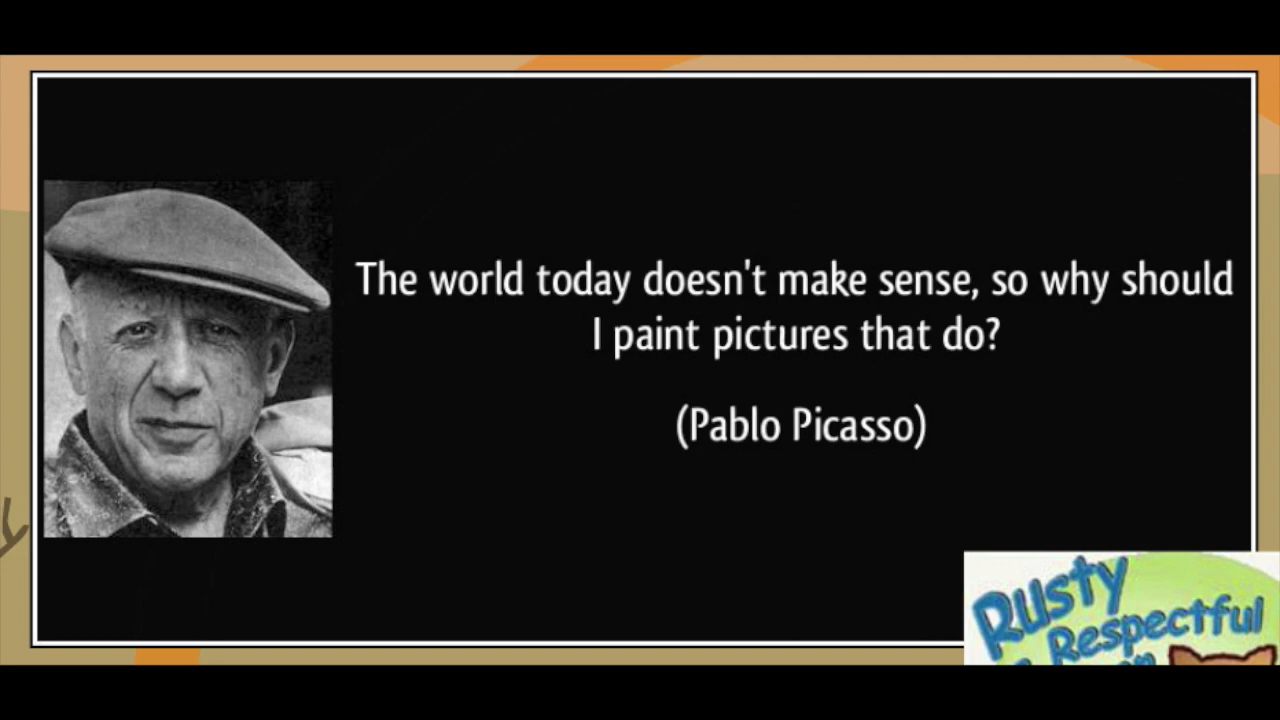 The world today doesn't make sense, so why should
I paint pictures that do?
(Pablo Picasso)
y
Rusty
Respectful